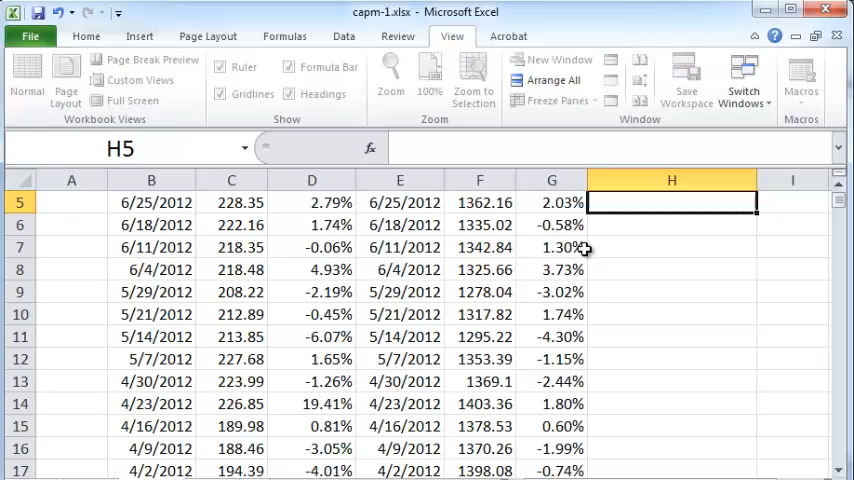 capm-1.xlsx - Microsoft Excel
File Home Insert Page Layout Formulas Data Review View Acrobat
Normal Page Layout Page Break Preview Custom Views Full Screen
Workbook Views
Ruler Formula Bar
Gridlines Headings
Show
Zoom 100% Zoom to Selection
Zoom
New Window
Arrange All
Freeze Panes
Save Workspace Switch Windows
Window
Macros
Macros
H5 fx
A B C D E F G H I
5 6/25/2012 228.35 2.79% 6/25/2012 1362.16 2.03%
6 6/18/2012 222.16 1.74% 6/18/2012 1335.02 -0.58%
7 6/11/2012 218.35 -0.06% 6/11/2012 1342.84 1.30%
8 6/4/2012 218.48 4.93% 6/4/2012 1325.66 3.73%
9 5/29/2012 208.22 -2.19% 5/29/2012 1278.04 -3.02%
10 5/21/2012 212.89 -0.45% 5/21/2012 1317.82 1.74%
11 5/14/2012 213.85 -6.07% 5/14/2012 1295.22 -4.30%
12 5/7/2012 227.68 1.65% 5/7/2012 1353.39 -1.15%
13 4/30/2012 223.99 -1.26% 4/30/2012 1369.1 -2.44%
14 4/23/2012 226.85 19.41% 4/23/2012 1403.36 1.80%
15 4/16/2012 189.98 0.81% 4/16/2012 1378.53 0.60%
16 4/9/2012 188.46 -3.05% 4/9/2012 1370.26 -1.99%
17 4/2/2012 194.39 -4.01% 4/2/2012 1398.08 -0.74%